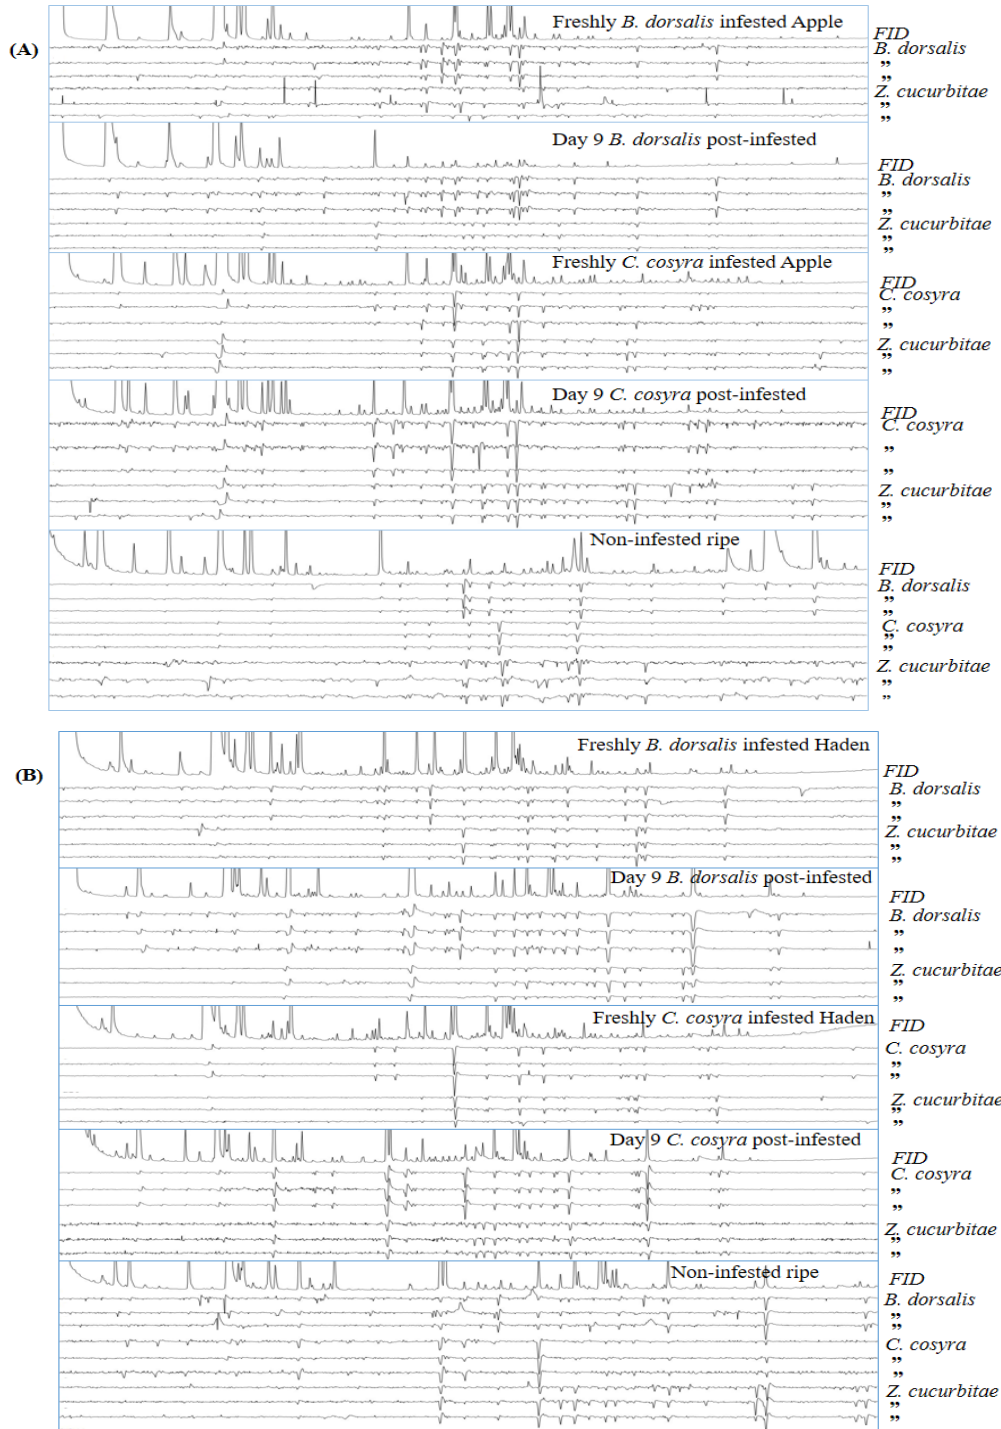 (A)
Freshly B. dorsalis infested Apple
FID
B. dorsalis
„
„
Z. cucurbitae
„
„
Day 9 B. dorsalis post-infested
FID
B. dorsalis
„
„
Z. cucurbitae
„
„
Freshly C. cosyra infested Apple
FID
C. cosyra
„
„
Z. cucurbitae
„
„
Day 9 C. cosyra post-infested
FID
C. cosyra
„
„
Z. cucurbitae
„
„
Non-infested ripe
FID
B. dorsalis
„
„
C. cosyra
„
„
Z. cucurbitae
„
„
(B)
Freshly B. dorsalis infested Haden
FID
B. dorsalis
„
„
Z. cucurbitae
„
„
Day 9 B. dorsalis post-infested
FID
B. dorsalis
„
„
Z. cucurbitae
„
„
Freshly C. cosyra infested Haden
FID
C. cosyra
„
„
Z. cucurbitae
„
„
Day 9 C. cosyra post-infested
FID
C. cosyra
„
„
Z. cucurbitae
„
„
Non-infested ripe
FID
B. dorsalis
„
„
C. cosyra
„
„
Z. cucurbitae
„
„